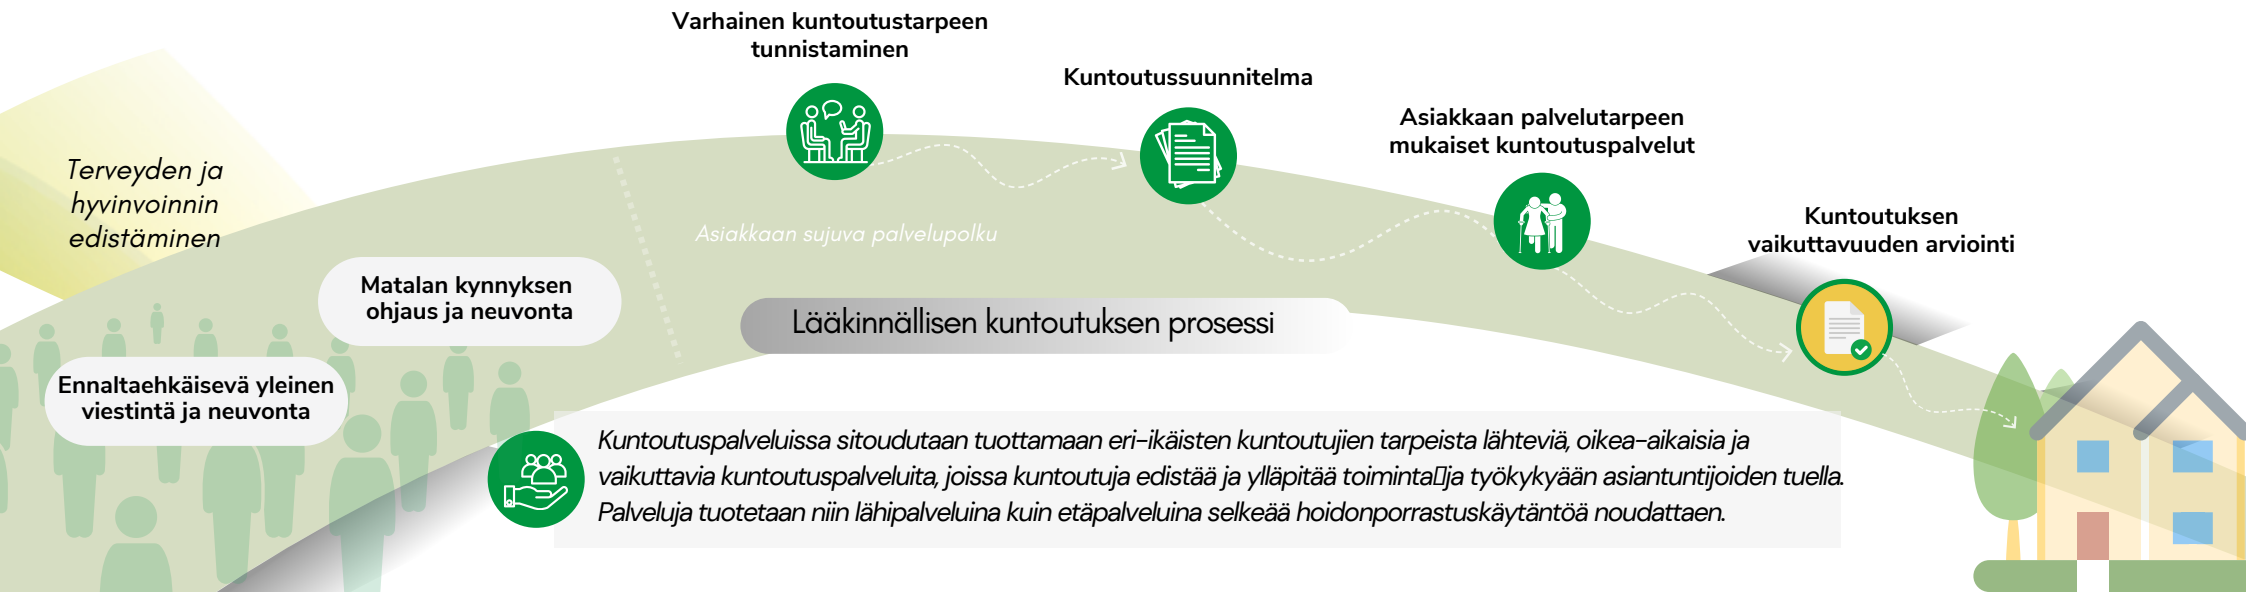 Varhainen kuntoutustarpeen
tunnistaminen
Kuntoutussuunnitelma
Asiakkaan palvelutarpeen
mukaiset kuntoutuspalvelut
Kuntoutuksen
vaikuttavuuden arviointi
Terveyden ja
hyvinvoinnin
edistäminen
Asiakkaan sujuva palvelupolku
Matalan kynnyksen
ohjaus ja neuvonta
Lääkinnällisen kuntoutuksen prosessi
Ennaltaehkäisevä yleinen
viestintä ja neuvonta
Kuntoutuspalveluissa sitoudutaan tuottamaan eri-ikäisten kuntoutujien tarpeista lähteviä, oikea-aikaisia ja
vaikuttavia kuntoutuspalveluita, joissa kuntoutuja edistää ja ylläpitää toiminta▯ja työkykyään asiantuntijoiden tuella.
Palveluja tuotetaan niin lähipalveluina kuin etäpalveluina selkeää hoidonporrastuskäytäntöä noudattaen.